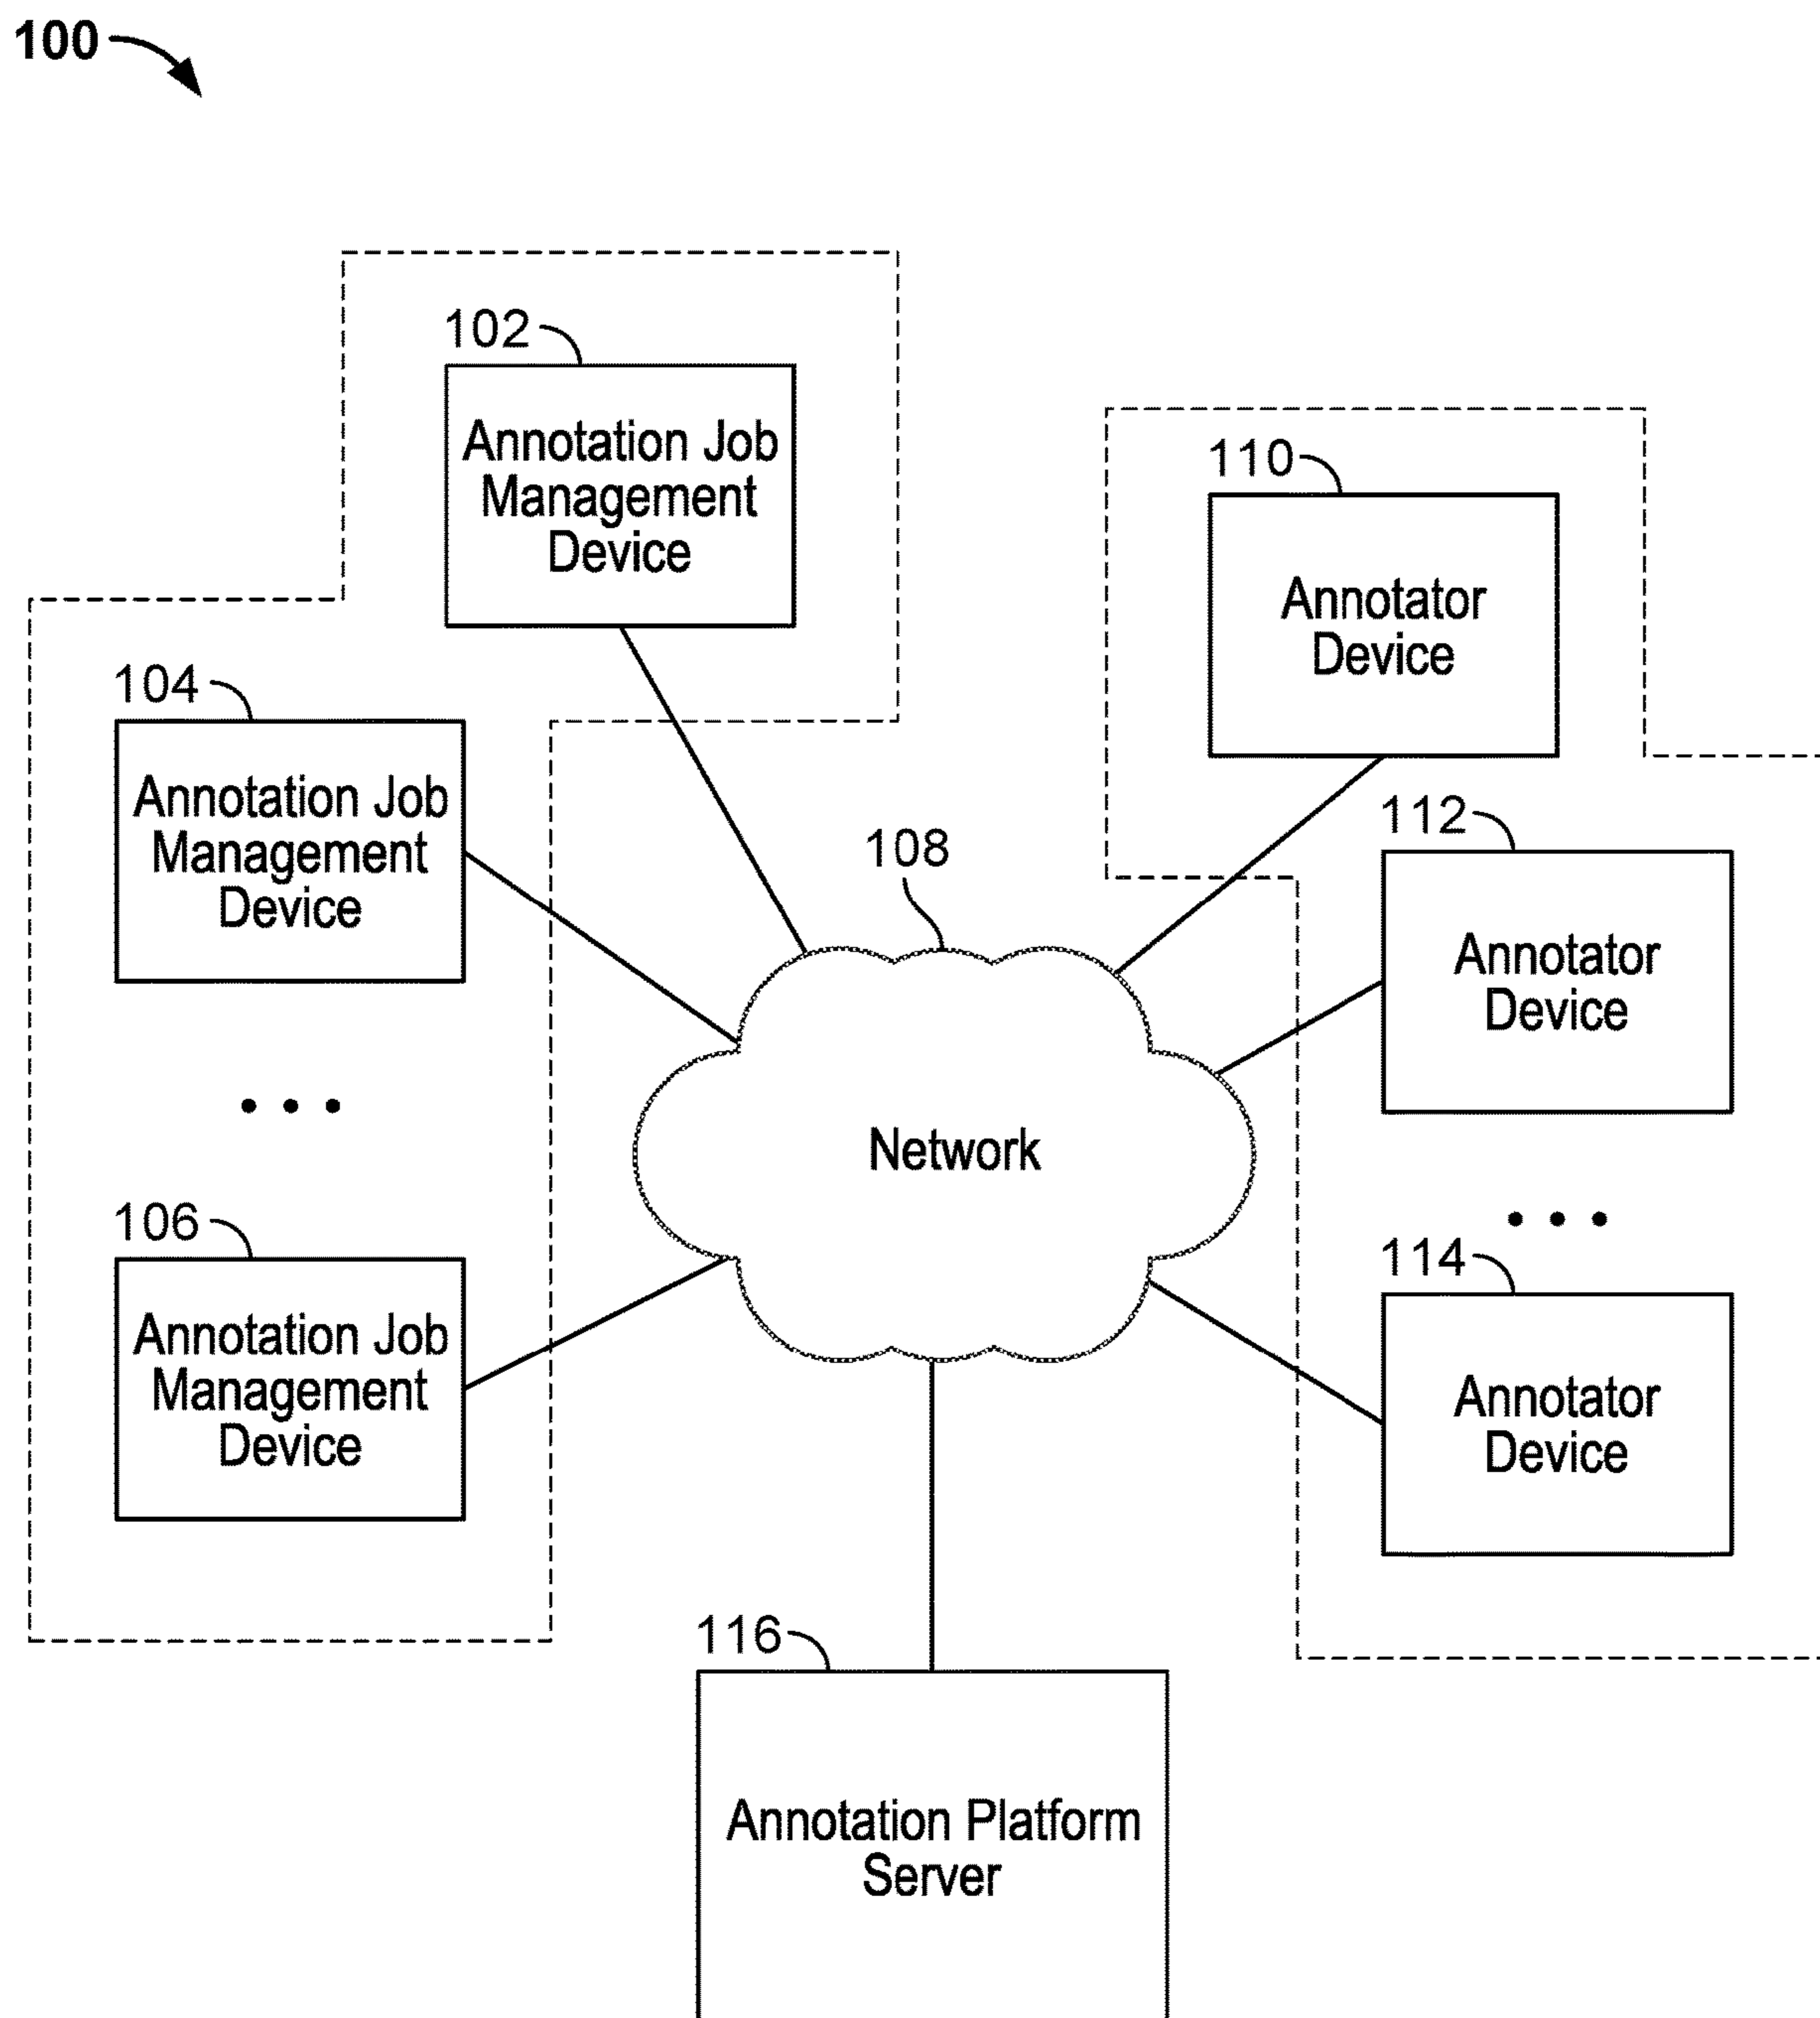 100
102
Annotation Job
Management
Device
110
Annotator
Device
104
Annotation Job
Management
Device
112
Annotator
Device
108
Network
106
Annotation Job
Management
Device
114
Annotator
Device
116
Annotation Platform
Server